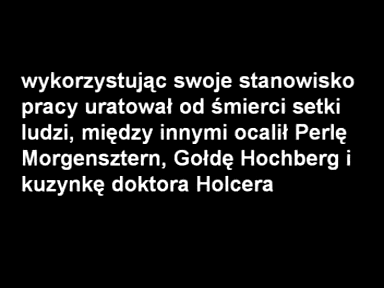 wykorzystując swoje stanowisko
pracy uratował od śmierci setki
ludzi, między innymi ocalił Perlę
Morgensztern, Gołdę Hochberg i
kuzynkę doktora Holcera